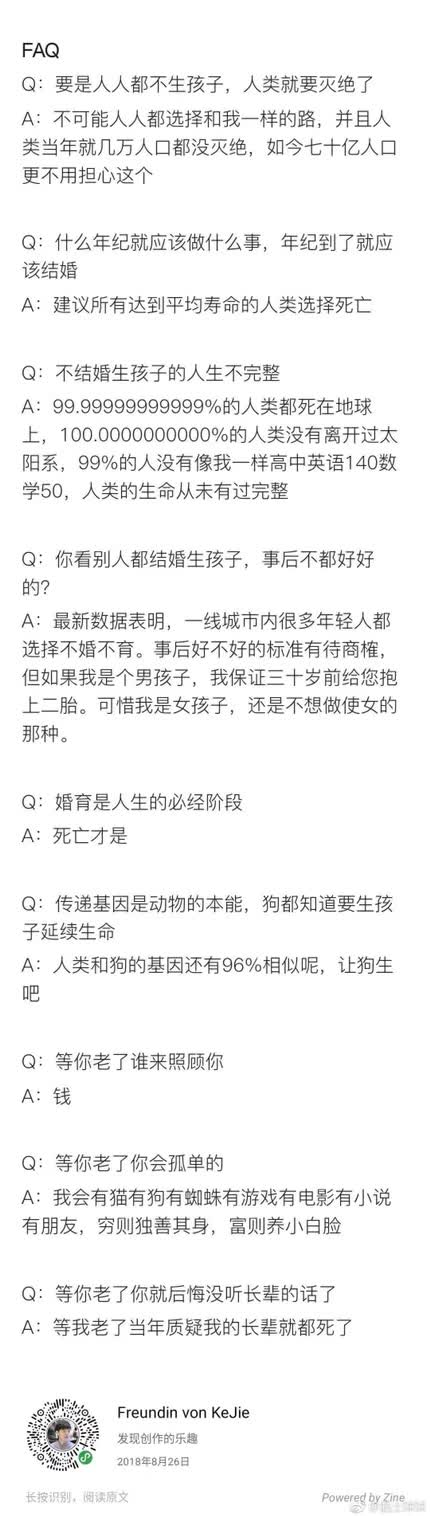 FAQ
Q：要是人人都不生孩子，人类就要灭绝了
A：不可能人人都选择和我一样的路，并且人
类当年就几万人口都没灭绝，如今七十亿人口
更不用担心这个
Q：什么年纪就应该做什么事，年纪到了就应
该结婚
A：建议所有达到平均寿命的人类选择死亡
Q：不结婚生孩子的人生不完整
A：99.99999999999%的人类都死在地球
上，100.0000000000%的人类没有离开过太
阳系，99%的人没有像我一样高中英语140数
学50，人类的生命从未有过完整
Q：你看别人都结婚生孩子，事后不都好好
的？
A：最新数据表明，一线城市内很多年轻人都
选择不婚不育。事后好不好的标准有待商榷，
但如果我是个男孩子，我保证三十岁前给您抱
上二胎。可惜我是女孩子，还是不想做使女的
那种。
Q：婚育是人生的必经阶段
A：死亡才是
Q：传递基因是动物的本能，狗都知道要生孩
子延续生命
A：人类和狗的基因还有96%相似呢，让狗生
吧
Q：等你老了谁来照顾你
A：钱
Q：等你老了你会孤单的
A：我会有猫有狗有蜘蛛有游戏有电影有小说
有朋友，穷则独善其身，富则养小白脸
Q：等你老了你就后悔没听长辈的话了
A：等我老了当年质疑我的长辈就都死了
Freundin von KeJie
发现创作的乐趣
2018年8月26日
长按识别，阅读原文
Powered by Zine